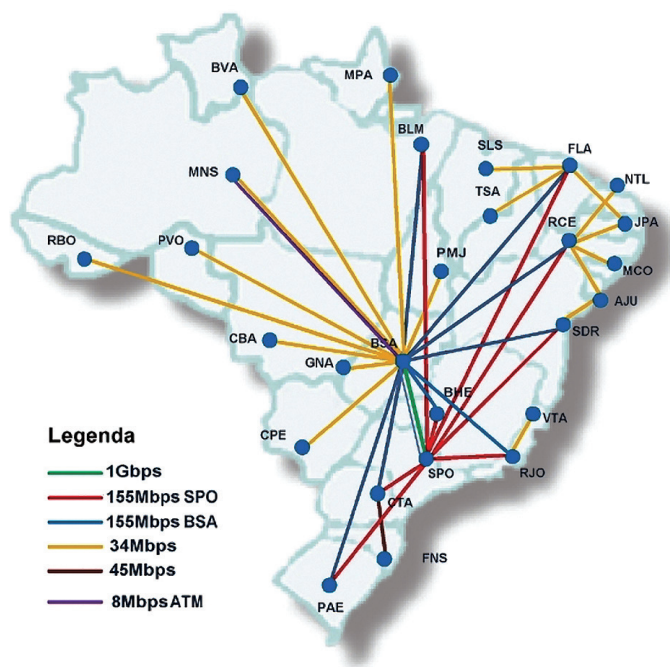 BVA
MPA
BLM
SLS
FLA
MNS
TSA
NTL
RCE
JPA
RBO
PVO
PMJ
MCO
AJU
SDR
CBA
BSA
GNA
BHE
VTA
CPE
SPO
RJO
CTA
FNS
PAE
Legenda
1Gbps
155Mbps SPO
155Mbps BSA
34Mbps
45Mbps
8Mbps ATM